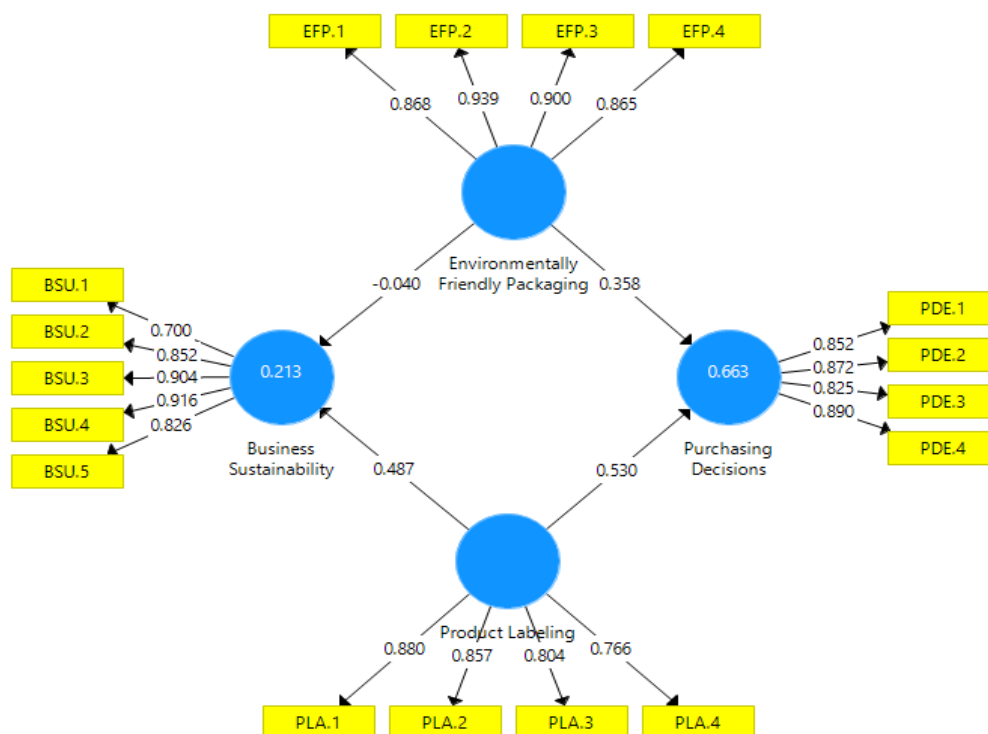 EFP.1 EFP.2 EFP.3 EFP.4
0.868 0.939 0.900 0.865
Environmentally
Friendly Packaging
-0.040 0.358
BSU.1
BSU.2
BSU.3
BSU.4
BSU.5
0.700
0.852
0.904
0.916
0.826
0.213
Business
Sustainability
0.663
Purchasing
Decisions
0.852
0.872
0.825
0.890
PDE.1
PDE.2
PDE.3
PDE.4
0.487 0.530
Product Labeling
0.880 0.857 0.804 0.766
PLA.1 PLA.2 PLA.3 PLA.4